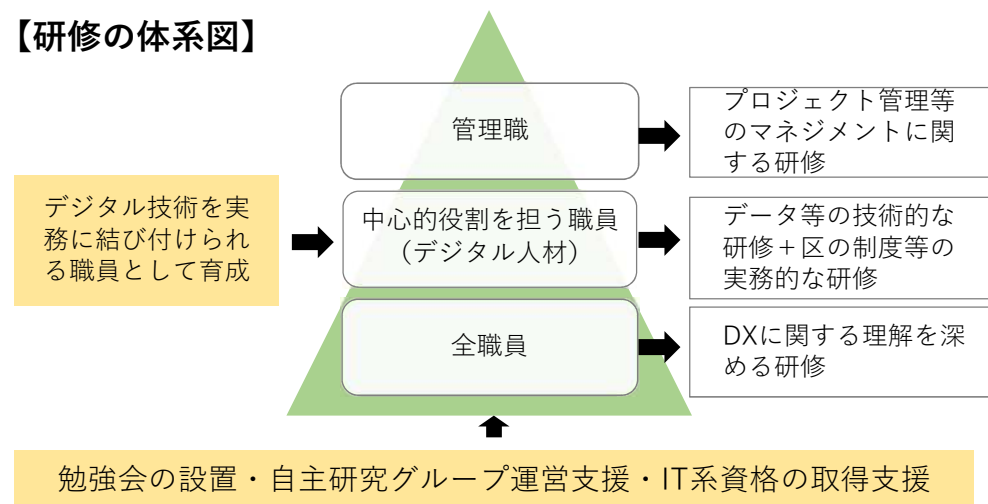 【研修の体系図】
管理職
プロジェクト管理等
のマネジメントに関
する研修
デジタル技術を実
務に結び付けられ
る職員として育成
中心的役割を担う職員
（デジタル人材）
データ等の技術的な
研修＋区の制度等の
実務的な研修
全職員
DXに関する理解を深
める研修
勉強会の設置・自主研究グループ運営支援・IT系資格の取得支援